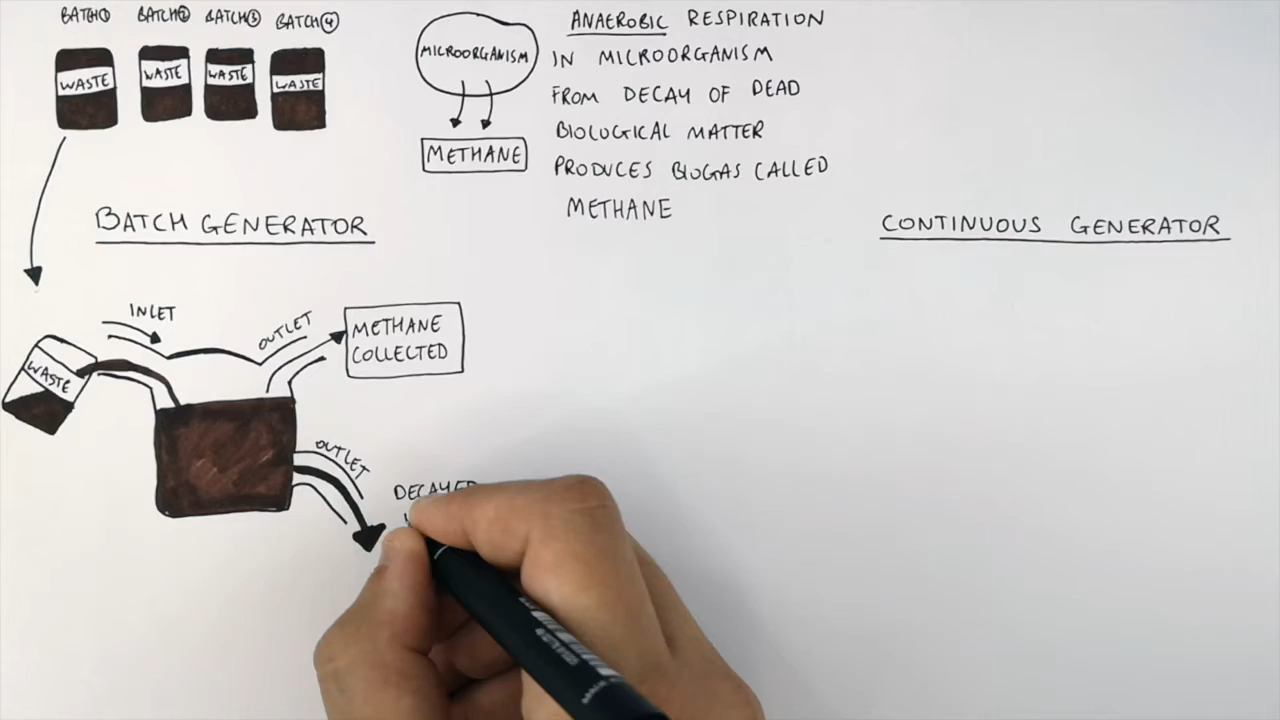 BATCH① BATCH② BATCH③ BATCH④
WASTE WASTE WASTE WASTE
MICROORGANISM
METHANE
ANAEROBIC RESPIRATION
IN MICROORGANISM
FROM DECAY OF DEAD
BIOLOGICAL MATTER
PRODUCES BIOGAS CALLED
METHANE
BATCH GENERATOR
CONTINUOUS GENERATOR
INLET
OUTLET
METHANE
COLLECTED
WASTE
OUTLET
DECAYED